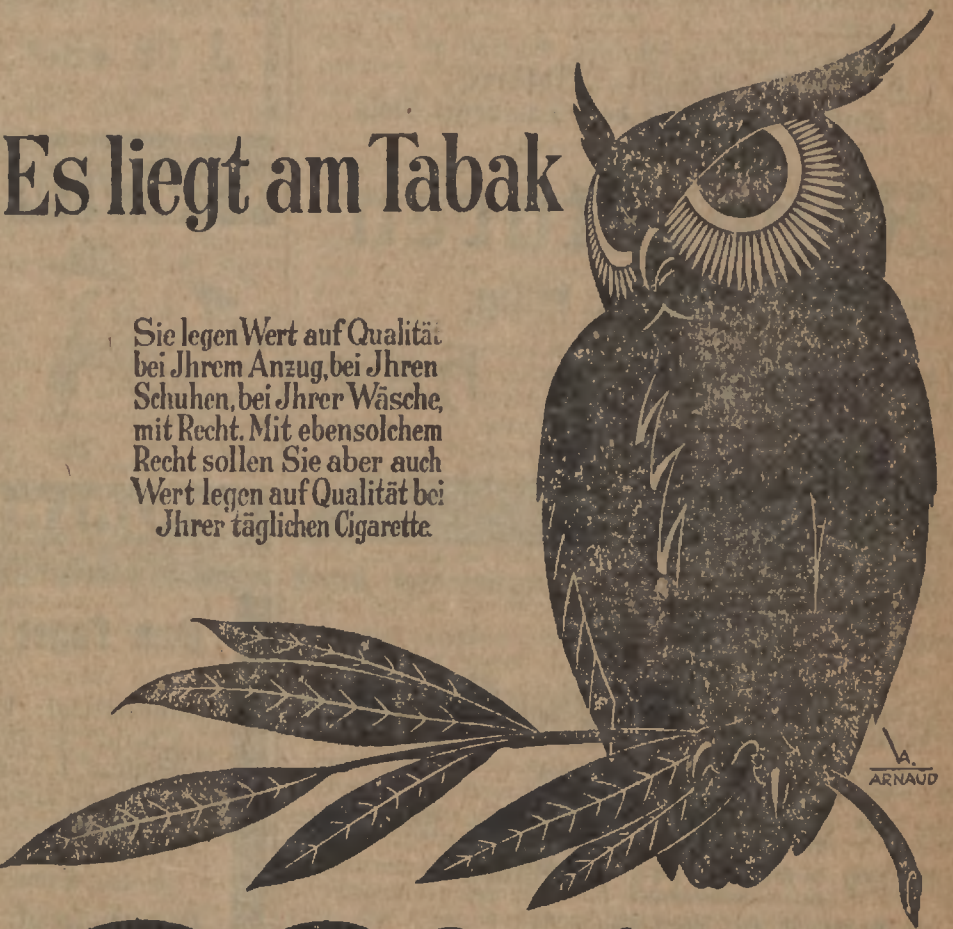 Es liegt am Tabak
Sie legen Wert auf Qualität
bei Jhrem Anzug, bei Jhren
Schuhen, bei Jhrer Wäsche,
mit Recht. Mit ebensolchem
Recht sollen Sie aber auch
Wert legen auf Qualität bei
Jhrer täglichen Cigarette.
A.
ARNAUD